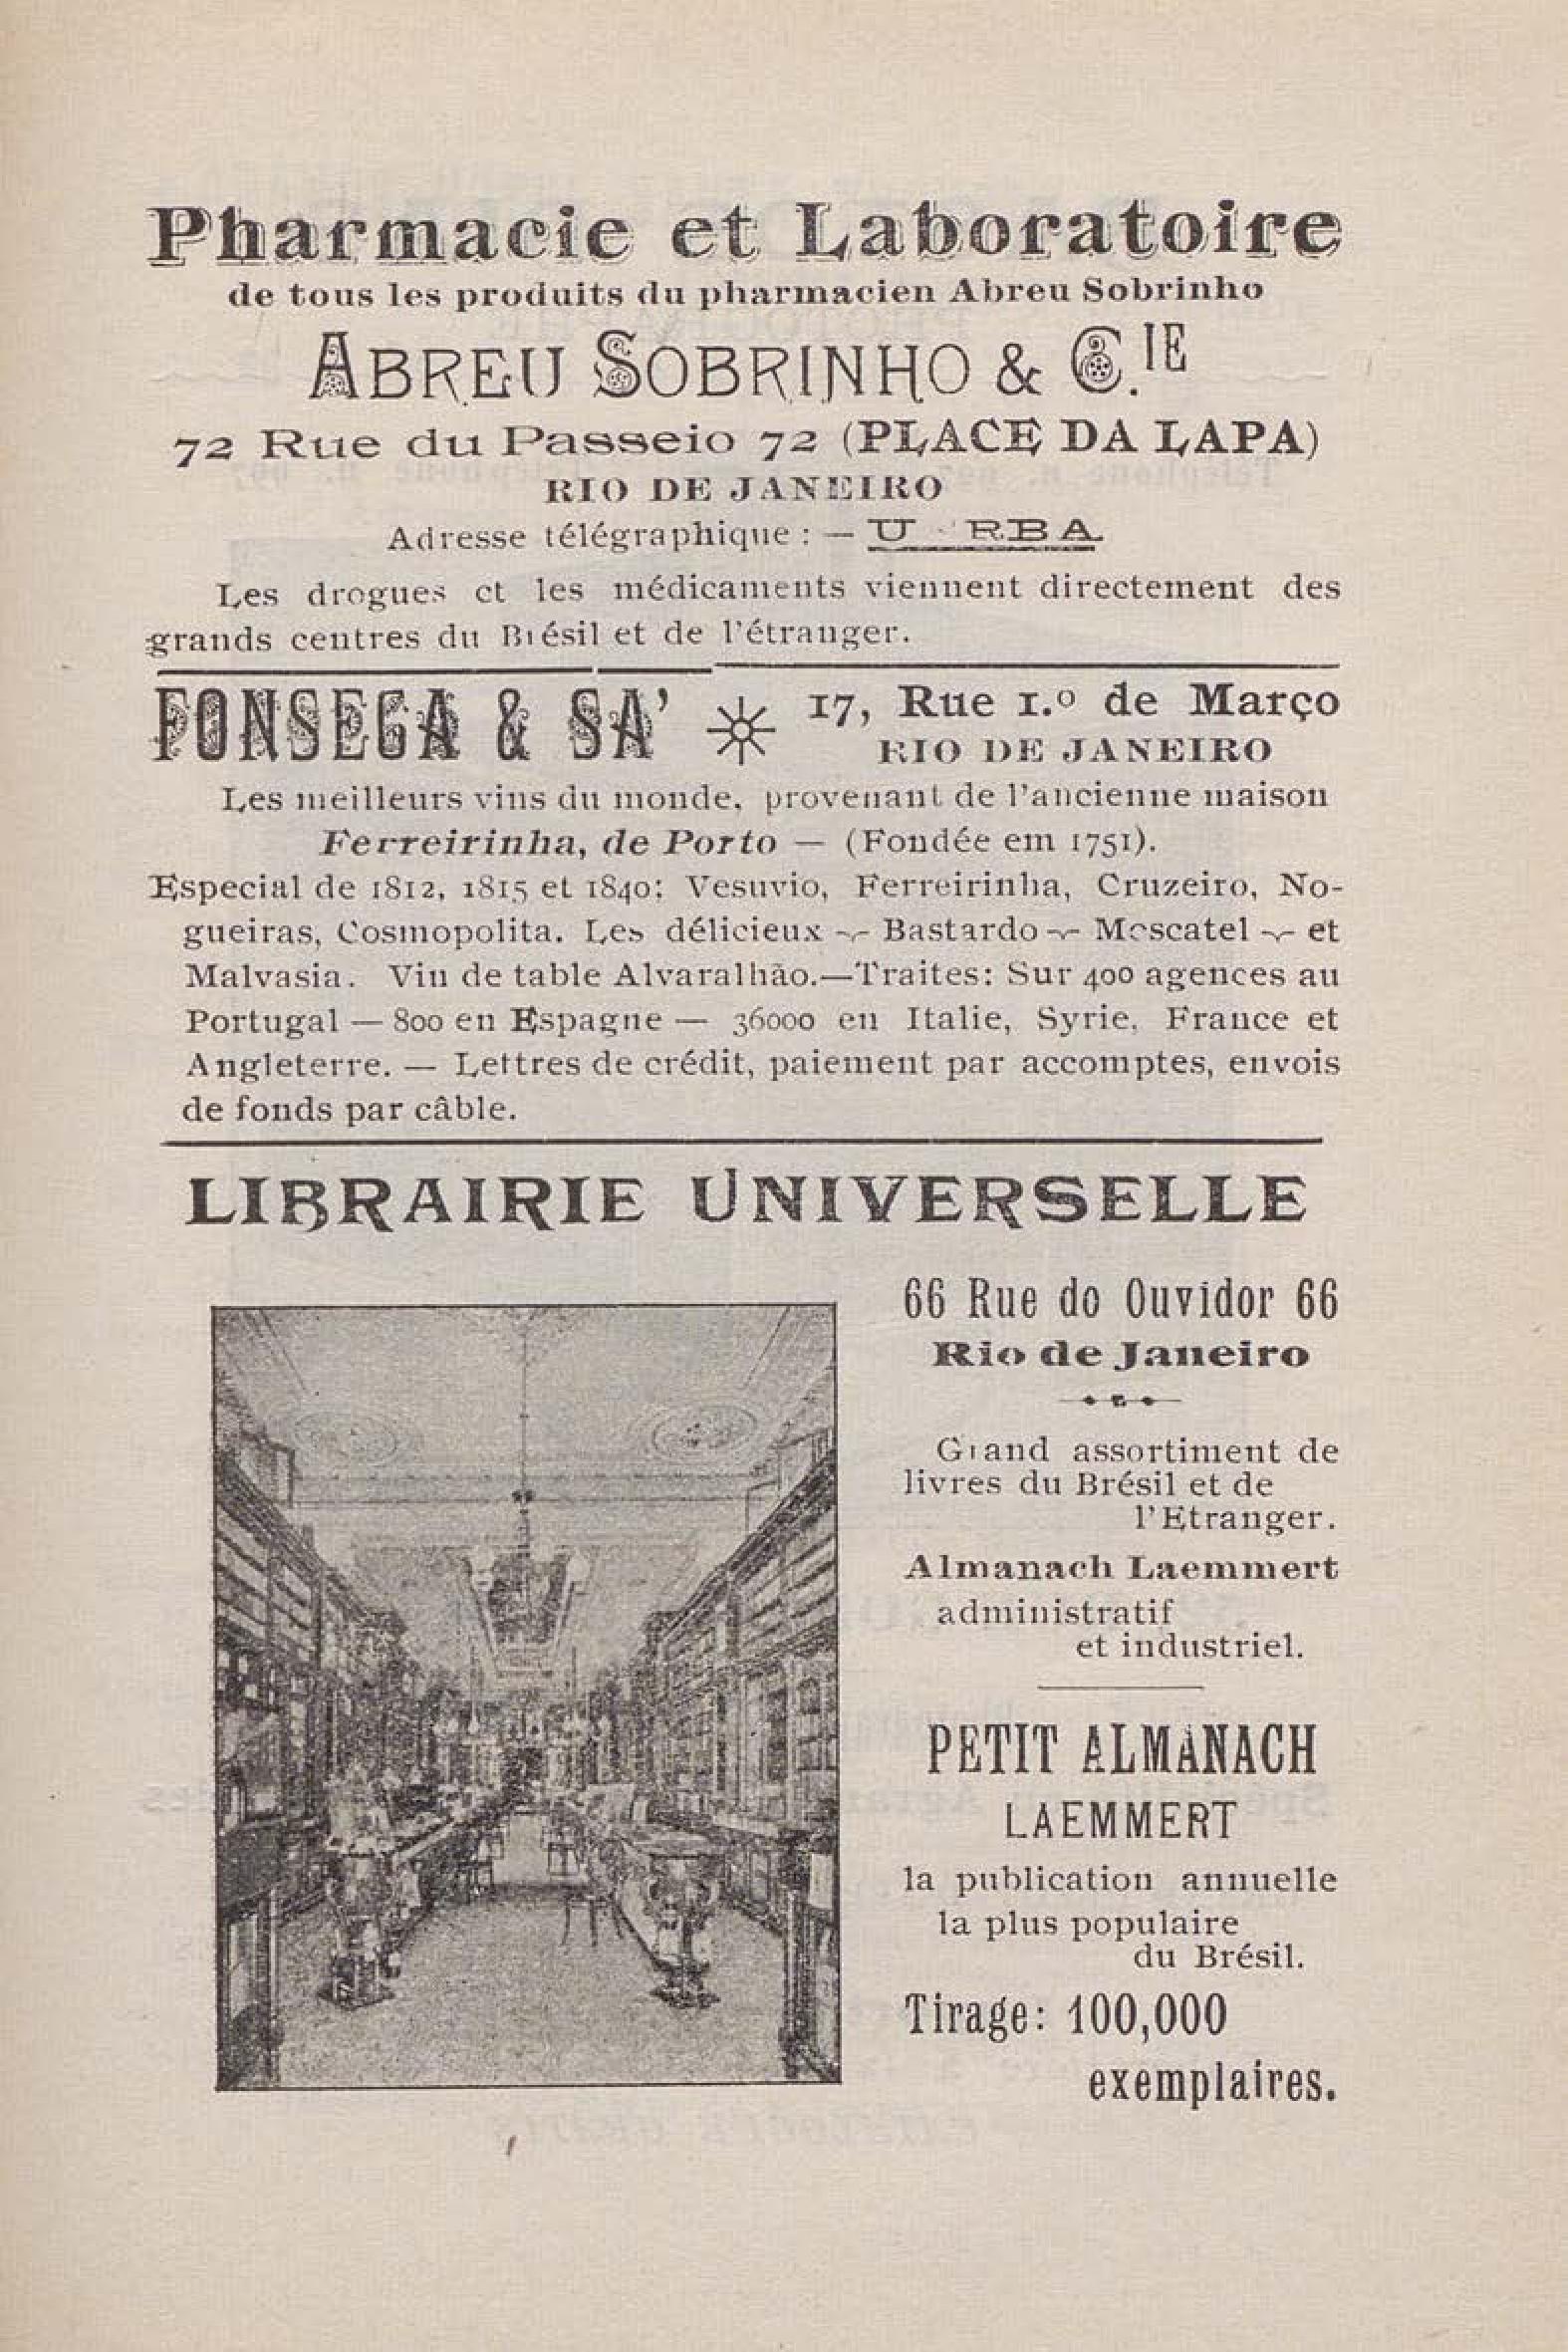 Pharmacie et Laboratoire
de tous les produits du pharmacien Abreu Sobrinho
ABREU SOBRINHO & C.IE
72 Rue du Passeio 72 (PLACE DA LAPA)
RIO DE JANEIRO
Adresse télégraphique : —
Les drogues et les médicaments viennent directement des
grands centres du Brésil et de l'étranger.
FONSECA & SA'
17, Rue 1.º de Março
RIO DE JANEIRO
Les meilleurs vins du monde, provenant de l'ancienne maison
Ferreirinha, de Porto — (Fondée em 1751).
Especial de 1812, 1815 et 1840; Vesuvio, Ferreirinha, Cruzeiro, No-
gueiras, Cosmopolita. Les délicieux - Bastardo - Moscatel - et
Malvasia. Vin de table Alvaralhão.—Traites: Sur 400 agences au
Portugal — 800 en Espagne — 36000 en Italie, Syrie, France et
Angleterre. — Lettres de crédit, paiement par accomptes, envois
de fonds par câble.
LIBRAIRIE UNIVERSELLE
66 Rue do Ouvidor 66
Rio de Janeiro
Grand assortiment de
livres du Brésil et de
l'Etranger.
Almanach Laemmert
administratif
et industriel.
PETIT ALMANACH
LAEMMERT
la publication annuelle
la plus populaire
du Brésil.
Tirage: 100,000
exemplaires.